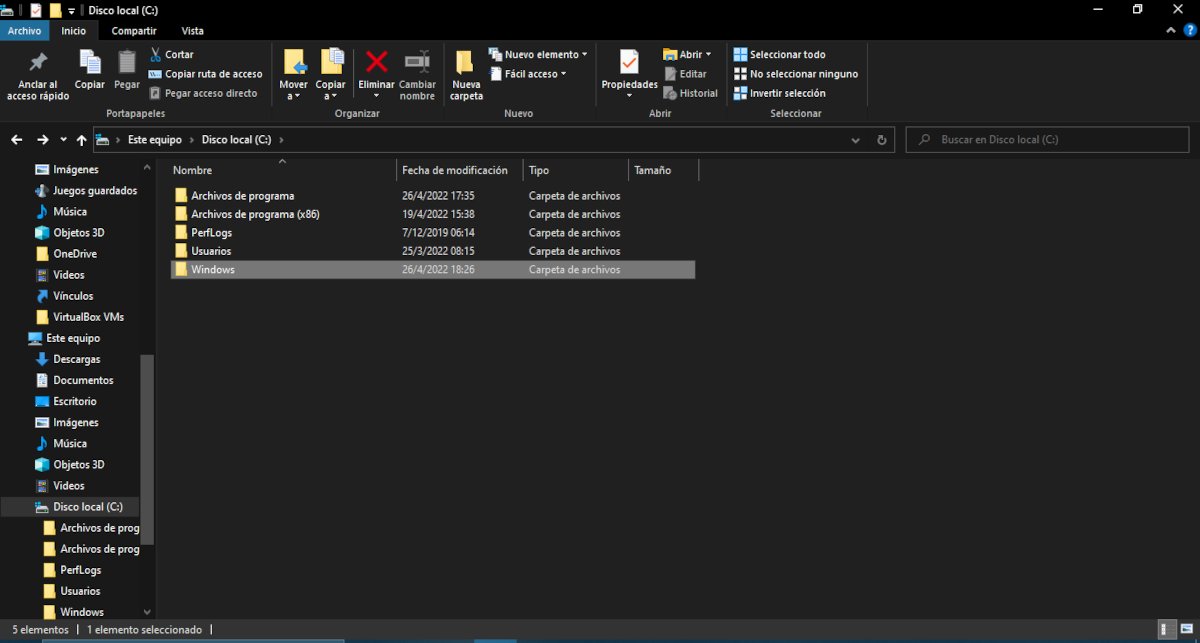 Disco local (C:)
Archivo Inicio Compartir Vista
Anclar al acceso rápido
Copiar
Pegar
Cortar
Copiar ruta de acceso
Pegar acceso directo
Portapapeles
Mover a
Copiar a
Eliminar
Cambiar nombre
Organizar
Nueva carpeta
Nuevo elemento
Fácil acceso
Nuevo
Propiedades
Abrir
Editar
Historial
Abrir
Seleccionar todo
No seleccionar ninguno
Invertir selección
Seleccionar
Este equipo Disco local (C:)
Buscar en Disco local (C:)
Imágenes
Juegos guardados
Música
Objetos 3D
OneDrive
Videos
Vínculos
VirtualBox VMs
Este equipo
Descargas
Documentos
Escritorio
Imágenes
Música
Objetos 3D
Videos
Disco local (C:)
Archivos de prog
Archivos de prog
PerfLogs
Usuarios
Windows
Nombre Fecha de modificación Tipo Tamaño
Archivos de programa 26/4/2022 17:35 Carpeta de archivos
Archivos de programa (x86) 19/4/2022 15:38 Carpeta de archivos
PerfLogs 7/12/2019 06:14 Carpeta de archivos
Usuarios 25/3/2022 08:15 Carpeta de archivos
Windows 26/4/2022 18:26 Carpeta de archivos
5 elementos 1 elemento seleccionado